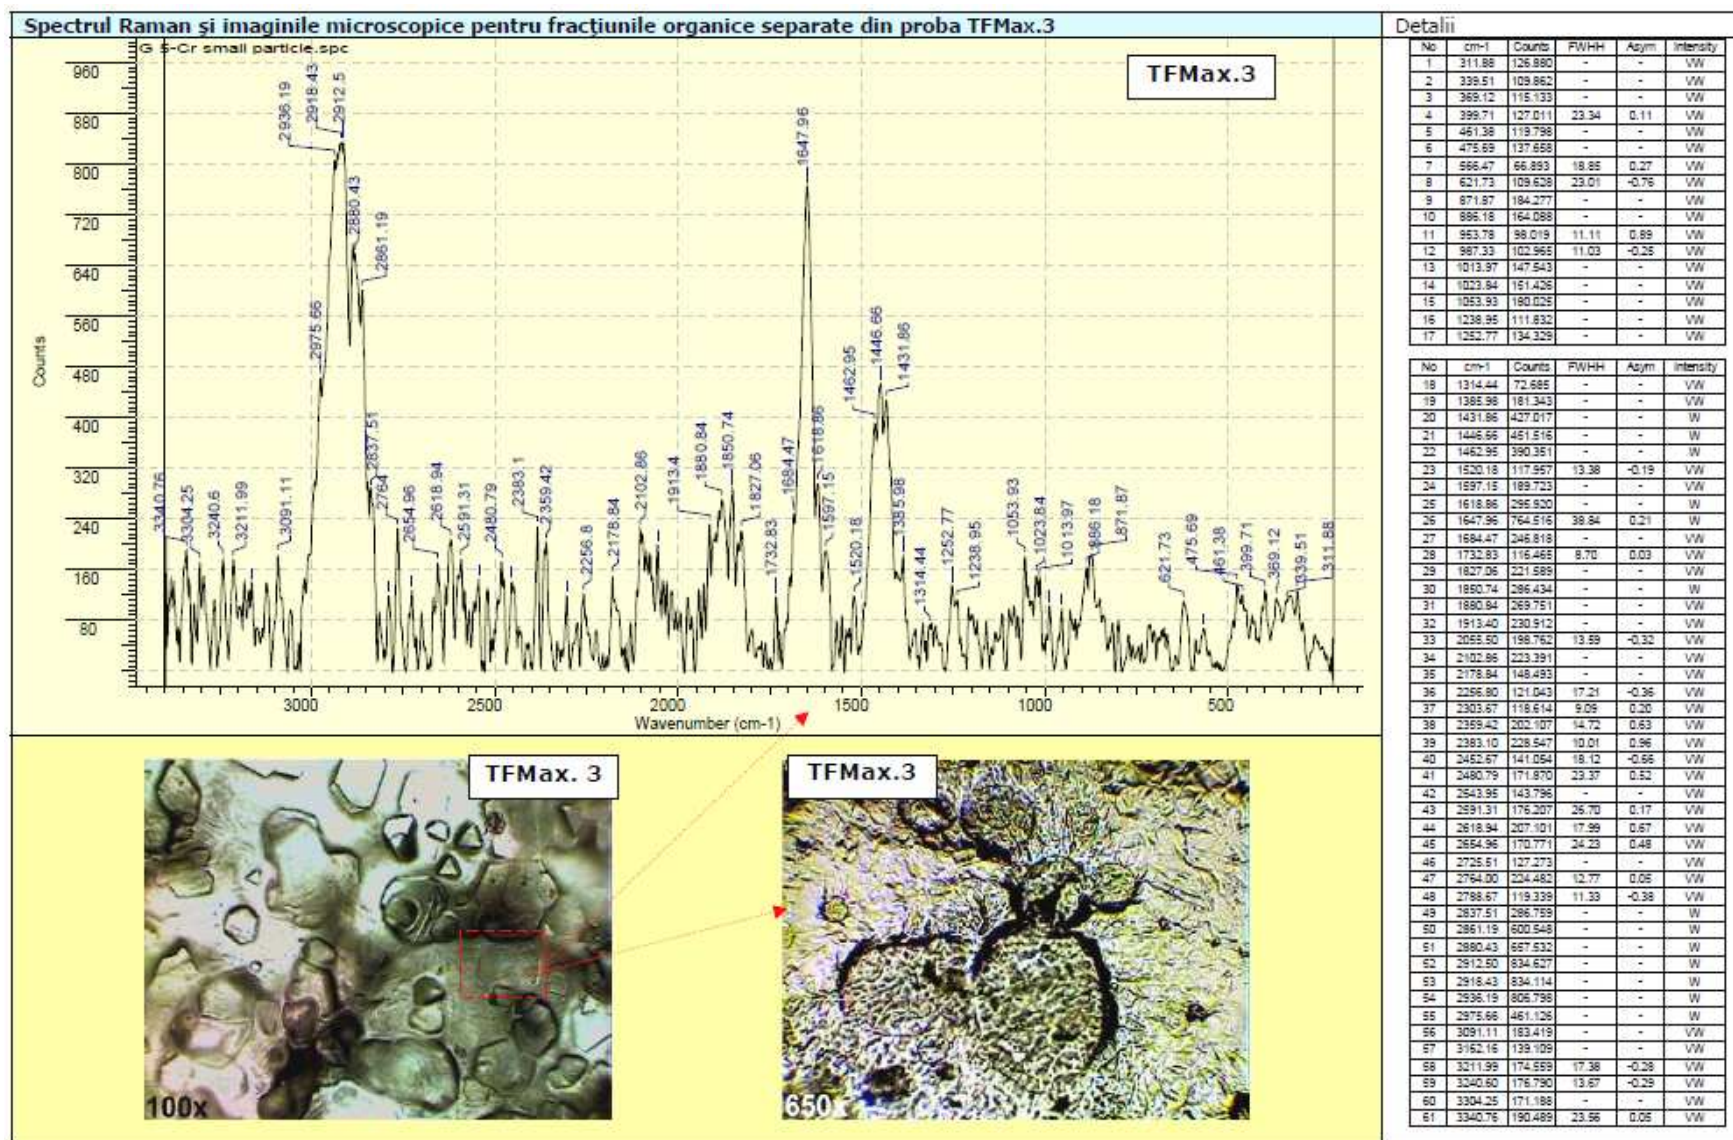 Spectrul Raman și imaginile microscopice pentru fracțiunile organice separate din proba TFMax.3
G 5-Cr small particle.spc
TFMax.3
960
880
800
720
640
560
480
400
320
240
160
80
Counts
3340.76
3304.25
3240.6
3211.99
3091.11
2975.66
2936.19
2918.43
2912.5
2880.43
2861.19
2837.51
2764
2654.96
2618.94
2591.31
2480.79
2383.1
2359.42
2256.8
2178.84
2102.86
1913.4
1880.84
1850.74
1827.06
1732.83
1684.47
1647.96
1618.86
1597.15
1520.18
1462.95
1446.66
1431.86
1385.98
1314.44
1252.77
1238.95
1053.93
1023.84
1013.97
886.18
871.87
621.73
475.69
461.38
399.71
369.12
339.51
311.88
3000 2500 2000 1500 1000 500
Wavenumber (cm-1)
TFMax. 3
100x
TFMax.3
650x
Detalii
No cm-1 Counts FWHH Asym Intensity
1 311.88 126.880 - - VW
2 339.51 109.862 - - VW
3 369.12 115.133 - - VW
4 399.71 127.011 23.34 0.11 VW
5 461.38 119.798 - - VW
6 475.69 137.658 - - VW
7 566.47 66.893 18.85 0.27 VW
8 621.73 109.628 23.01 -0.76 VW
9 871.87 184.277 - - VW
10 886.18 164.088 - - VW
11 953.78 98.019 11.11 0.89 VW
12 987.33 102.965 11.03 -0.25 VW
13 1013.97 147.543 - - VW
14 1023.84 151.426 - - VW
15 1053.93 180.025 - - VW
16 1238.95 111.832 - - VW
17 1252.77 134.329 - - VW
No cm-1 Counts FWHH Asym Intensity
18 1314.44 72.685 - - VW
19 1385.98 181.343 - - VW
20 1431.86 427.017 - - W
21 1446.66 451.516 - - W
22 1462.95 390.351 - - W
23 1520.18 117.957 13.38 -0.19 VW
24 1597.15 189.723 - - VW
25 1618.86 295.920 - - W
26 1647.96 764.516 38.84 0.21 W
27 1684.47 246.818 - - VW
28 1732.83 116.465 8.70 0.03 VW
29 1827.06 221.589 - - VW
30 1850.74 286.434 - - W
31 1880.84 269.751 - - VW
32 1913.40 230.912 - - VW
33 2055.50 198.762 13.59 -0.32 VW
34 2102.86 223.391 - - VW
35 2178.84 148.493 - - VW
36 2256.80 121.043 17.21 -0.36 VW
37 2303.67 118.614 9.09 0.20 VW
38 2359.42 202.107 14.72 0.63 VW
39 2383.10 228.547 10.01 0.96 VW
40 2452.67 141.054 18.12 -0.66 VW
41 2480.79 171.870 23.37 0.52 VW
42 2543.95 143.796 - - VW
43 2591.31 176.207 26.70 0.17 VW
44 2618.94 207.101 17.99 0.67 VW
45 2654.96 170.771 24.23 0.48 VW
46 2725.51 127.273 - - VW
47 2764.00 224.482 12.77 0.05 VW
48 2788.67 119.339 11.33 -0.38 VW
49 2837.51 286.759 - - W
50 2861.19 600.548 - - W
51 2880.43 657.532 - - W
52 2912.50 834.627 - - W
53 2918.43 834.114 - - W
54 2936.19 806.798 - - W
55 2975.66 461.126 - - W
56 3091.11 183.419 - - VW
57 3162.16 139.109 - - VW
58 3211.99 174.559 17.38 -0.28 VW
59 3240.60 176.790 13.67 -0.29 VW
60 3304.25 171.188 - - VW
61 3340.76 190.489 23.56 0.05 VW